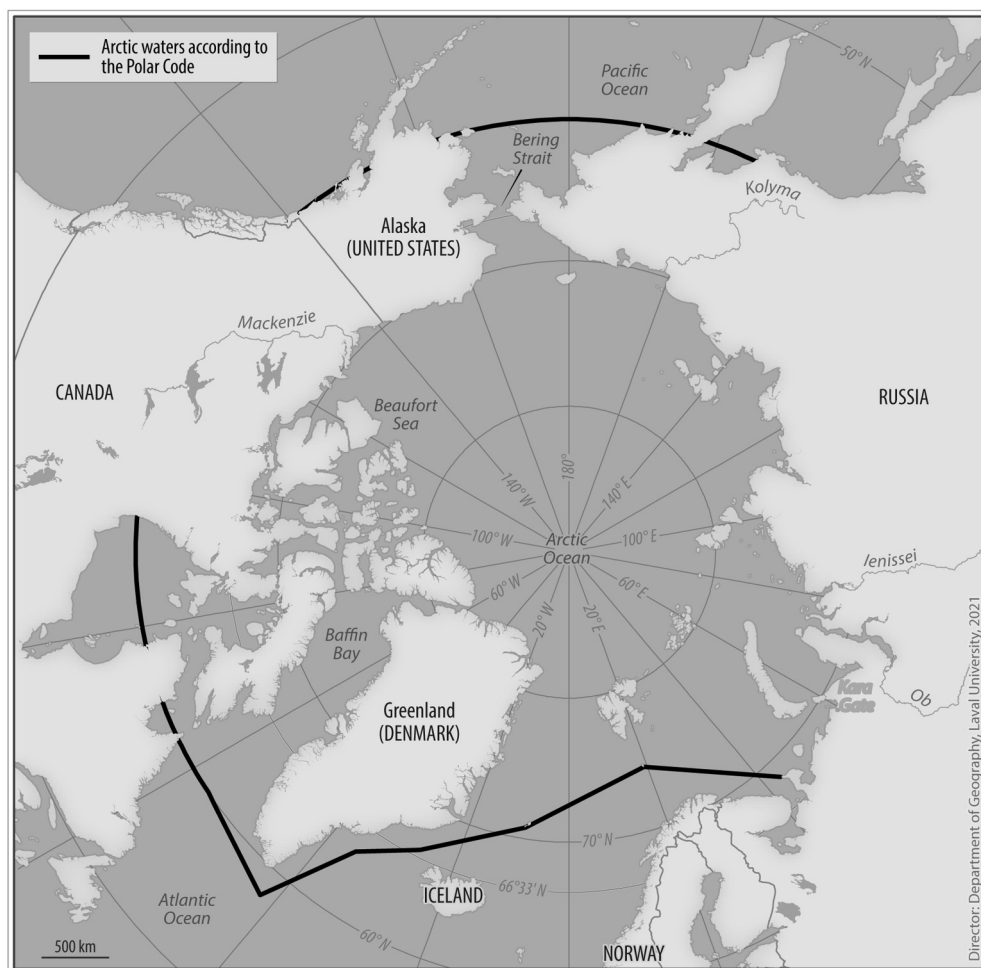 Arctic waters according to
the Polar Code
Pacific
Ocean
50°N
Bering
Strait
Kolyma
Alaska
(UNITED STATES)
Mackenzie
CANADA
RUSSIA
Beaufort
Sea
180°
140°W
140°E
100°W
100°E
Arctic
Ocean
Ienissei
60°W
60°E
20°W
20°E
Baffin
Bay
Kara
Gate
Ob
Greenland
(DENMARK)
70°N
66°33'N
ICELAND
Atlantic
Ocean
60°N
NORWAY
500 km
Director: Department of Geography, Laval University, 2021